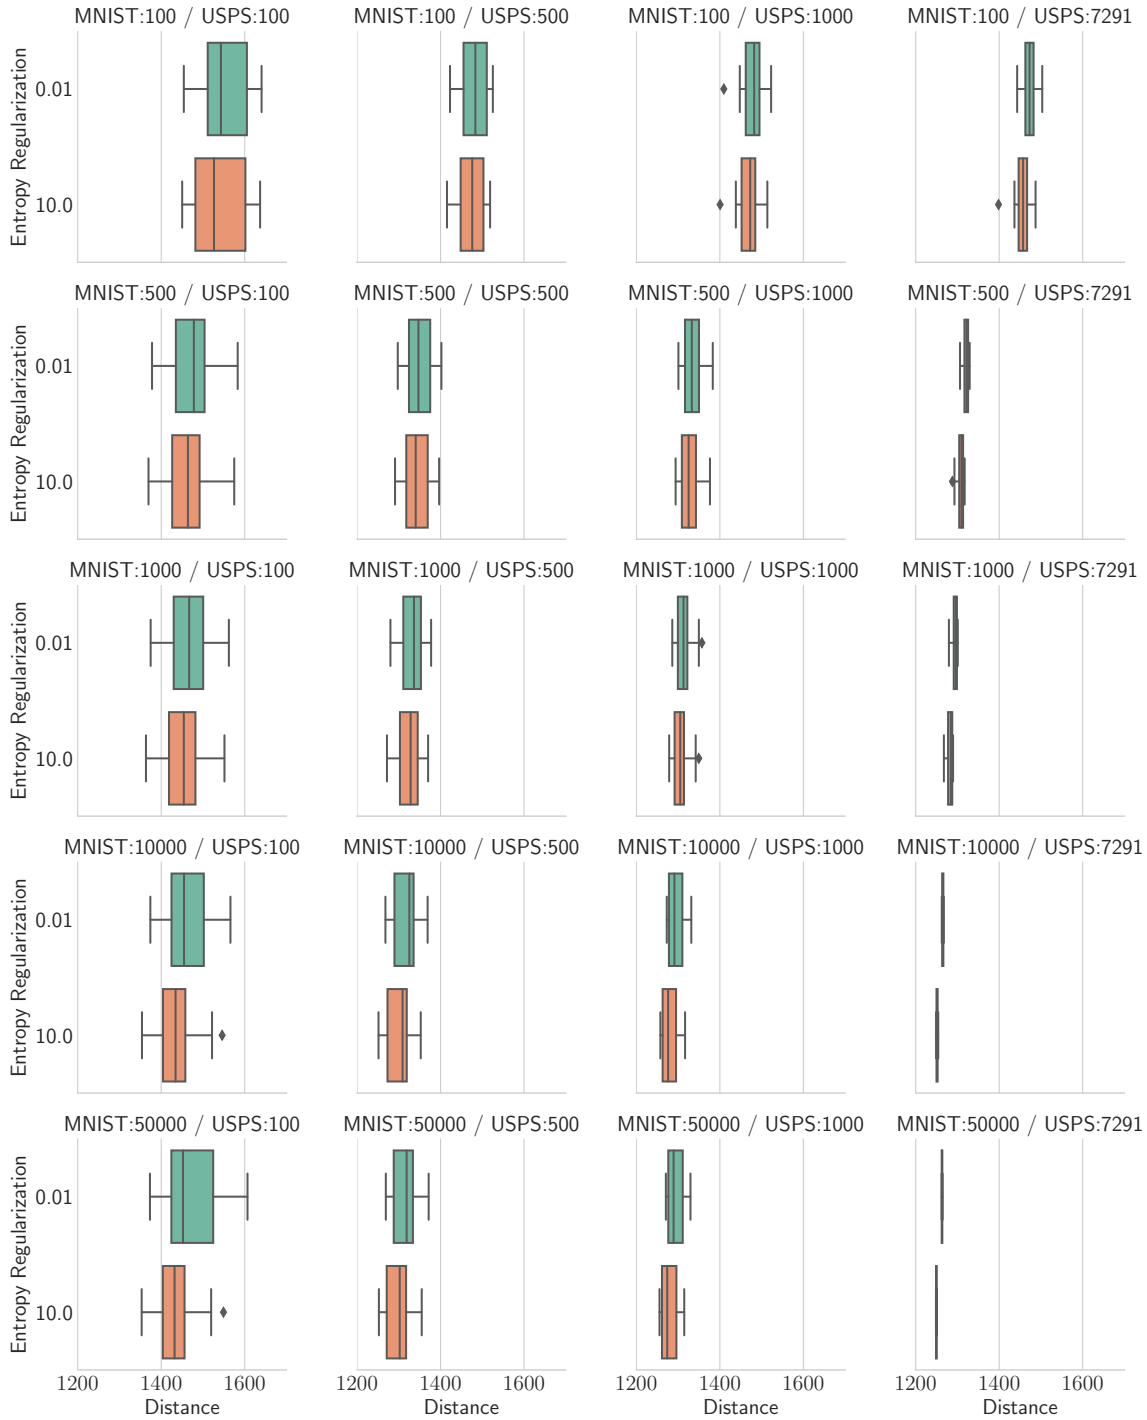 MNIST:100 / USPS:100
MNIST:100 / USPS:500
MNIST:100 / USPS:1000
MNIST:100 / USPS:7291
Entropy Regularization
0.01
10.0
MNIST:500 / USPS:100
MNIST:500 / USPS:500
MNIST:500 / USPS:1000
MNIST:500 / USPS:7291
Entropy Regularization
0.01
10.0
MNIST:1000 / USPS:100
MNIST:1000 / USPS:500
MNIST:1000 / USPS:1000
MNIST:1000 / USPS:7291
Entropy Regularization
0.01
10.0
MNIST:10000 / USPS:100
MNIST:10000 / USPS:500
MNIST:10000 / USPS:1000
MNIST:10000 / USPS:7291
Entropy Regularization
0.01
10.0
MNIST:50000 / USPS:100
MNIST:50000 / USPS:500
MNIST:50000 / USPS:1000
MNIST:50000 / USPS:7291
Entropy Regularization
0.01
10.0
1200 1400 1600
Distance
1200 1400 1600
Distance
1200 1400 1600
Distance
1200 1400 1600
Distance